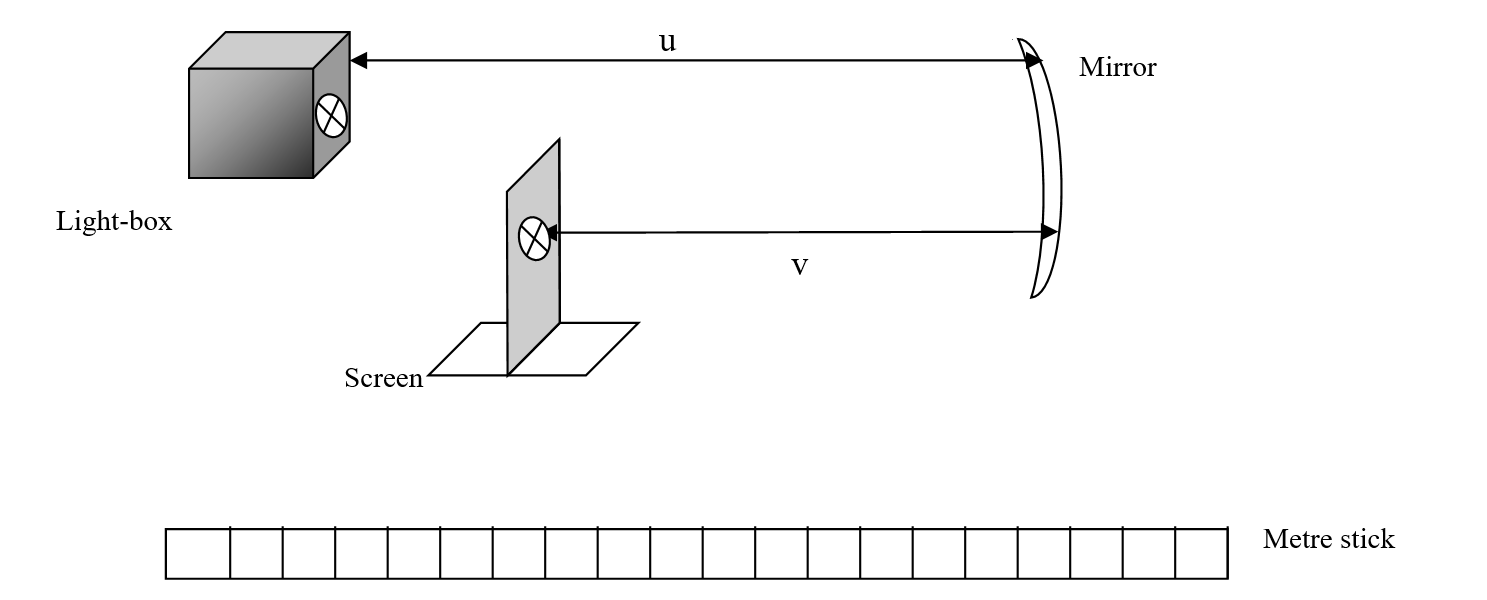 u
Mirror
Light-box
v
Screen
Metre stick